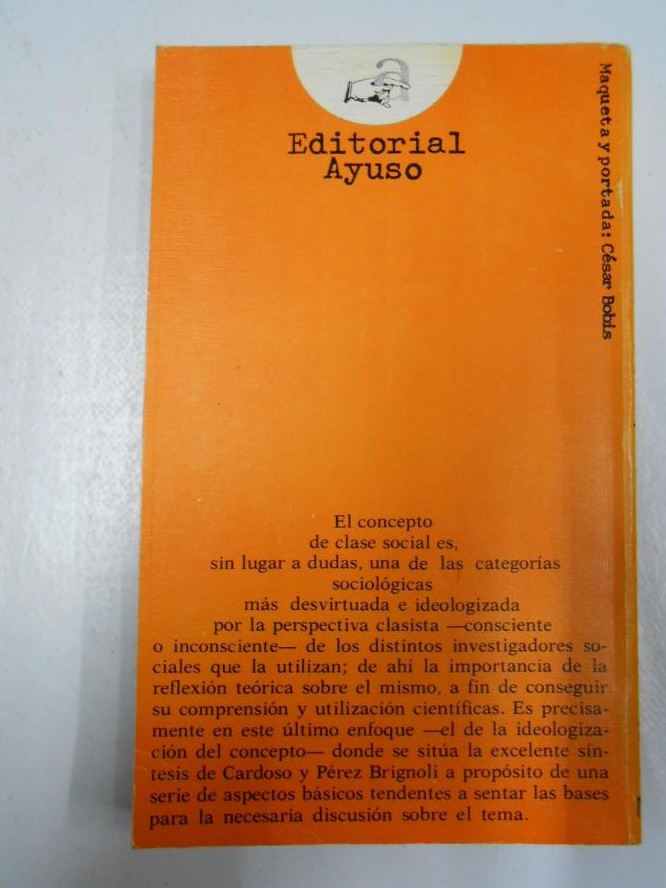 a
Editorial
Ayuso
Maqueta y portada: César Bobis
El concepto
de clase social es,
sin lugar a dudas, una de las categorías
sociológicas
más desvirtuada e ideologizada
por la perspectiva clasista —consciente
o inconsciente— de los distintos investigadores so-
ciales que la utilizan; de ahí la importancia de la
reflexión teórica sobre el mismo, a fin de conseguir
su comprensión y utilización científicas. Es precisa-
mente en este último enfoque —el de la ideologiza-
ción del concepto— donde se sitúa la excelente sín-
tesis de Cardoso y Pérez Brignoli a propósito de una
serie de aspectos básicos tendentes a sentar las bases
para la necesaria discusión sobre el tema.